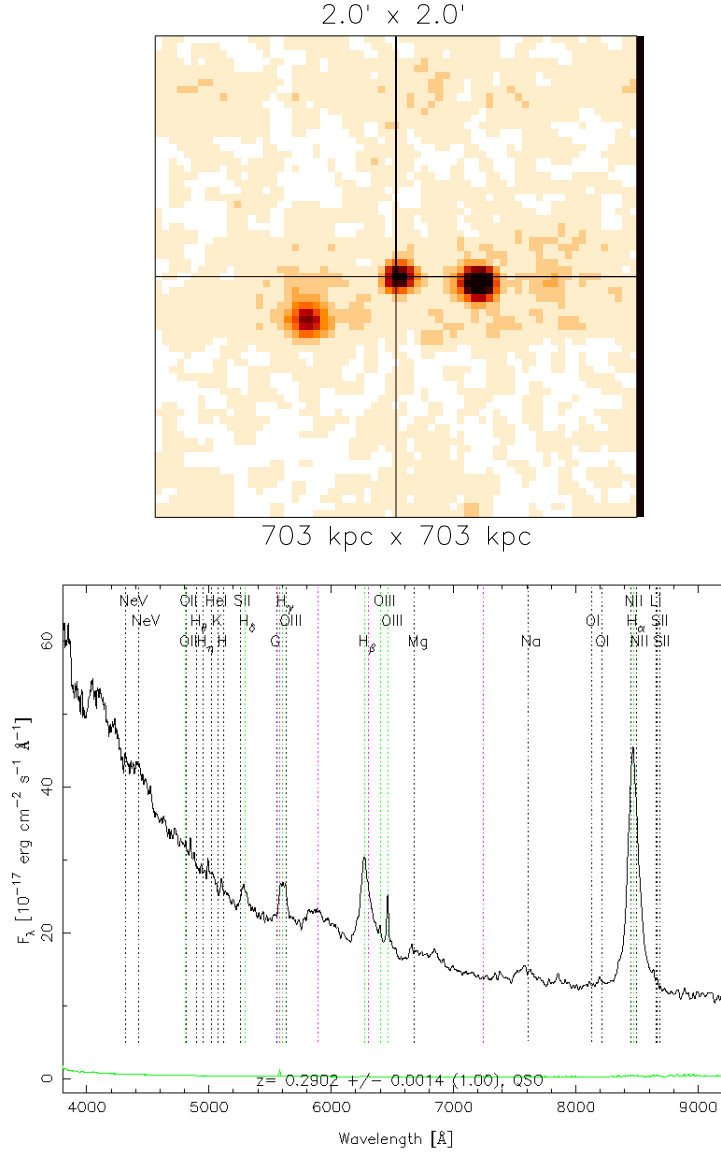 2.0' x 2.0'
703 kpc x 703 kpc
NeV OII HeI SII Hγ OIII NII LI
NeV Hθ K Hδ OIII OIII OI Hα SII
OII Hη H G Hβ Mg Na OI NII SII
60
40
20
0
Fλ [10⁻¹⁷ erg cm⁻² s⁻¹ Å⁻¹]
z= 0.2902 +/- 0.0014 (1.00), QSO
4000 5000 6000 7000 8000 9000
Wavelength [Å]